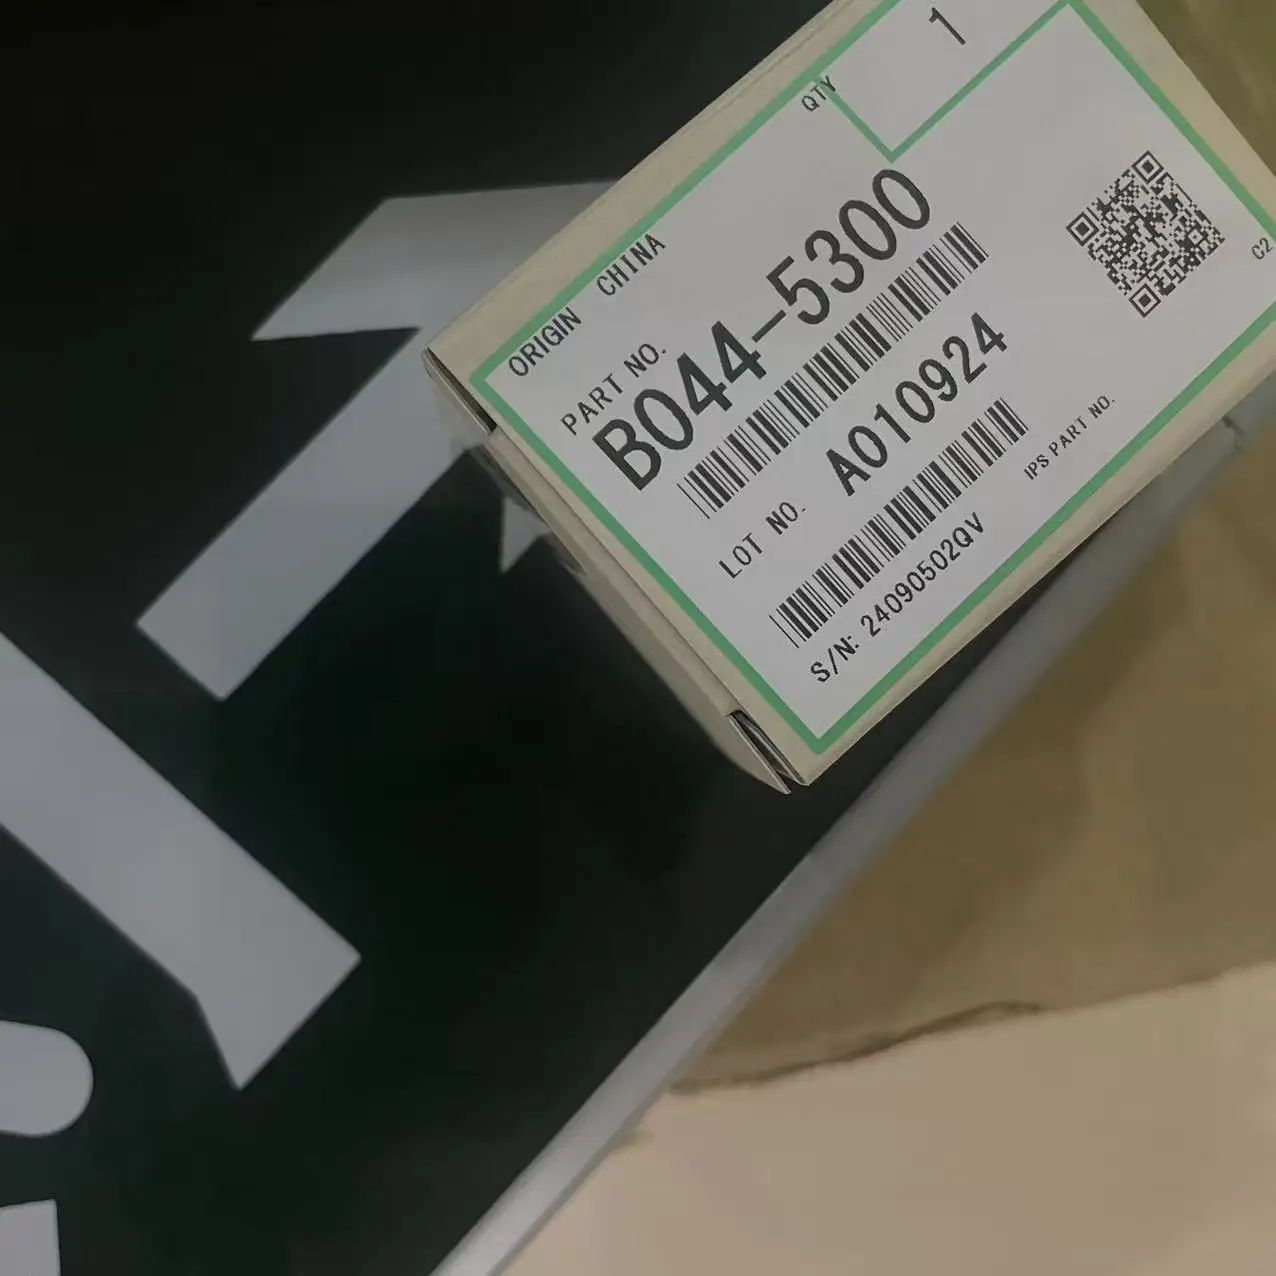 QTY 1
ORIGIN CHINA
PART NO.
B044-5300
LOT NO. A010924
S/N: 24090502QV
IPS PART NO.
C2